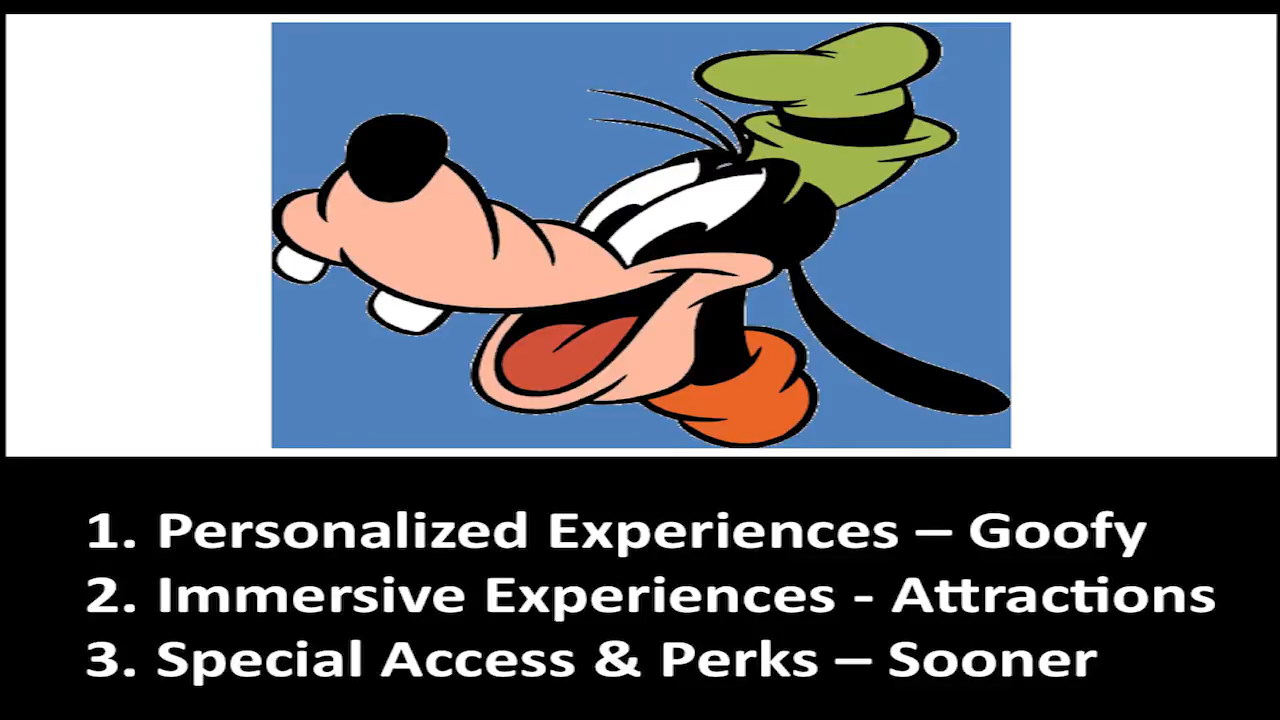 1. Personalized Experiences – Goofy
2. Immersive Experiences - Attractions
3. Special Access & Perks – Sooner